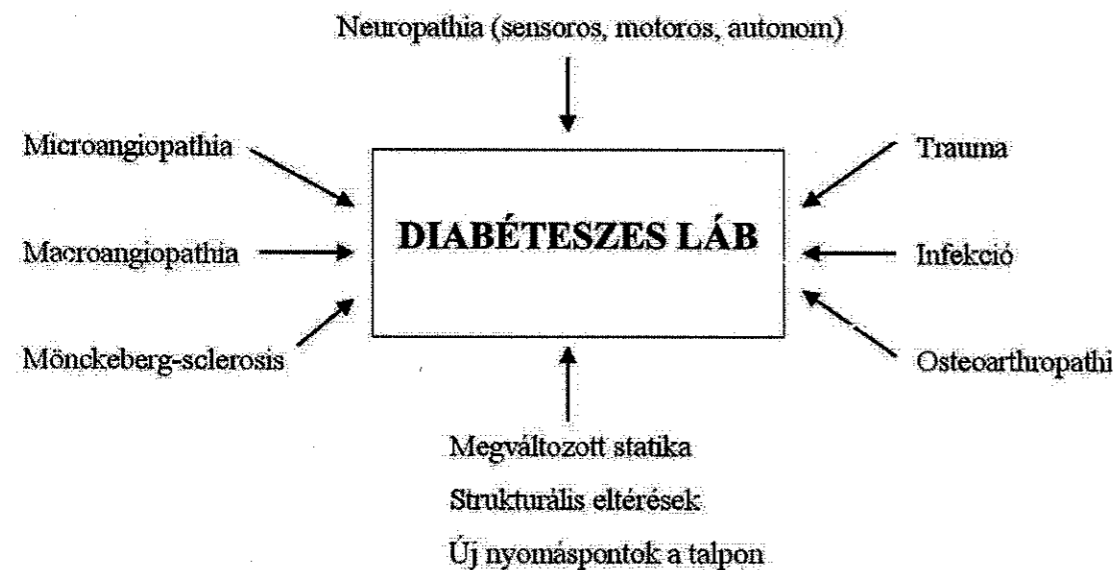 Neuropathia (sensoros, motoros, autonom)
Microangiopathia
Trauma
DIABÉTESZES LÁB
Macroangiopathia
Infekció
Mönckeberg-sclerosis
Osteoarthropathi
Megváltozott statika
Strukturális eltérések
Új nyomáspontok a talpon